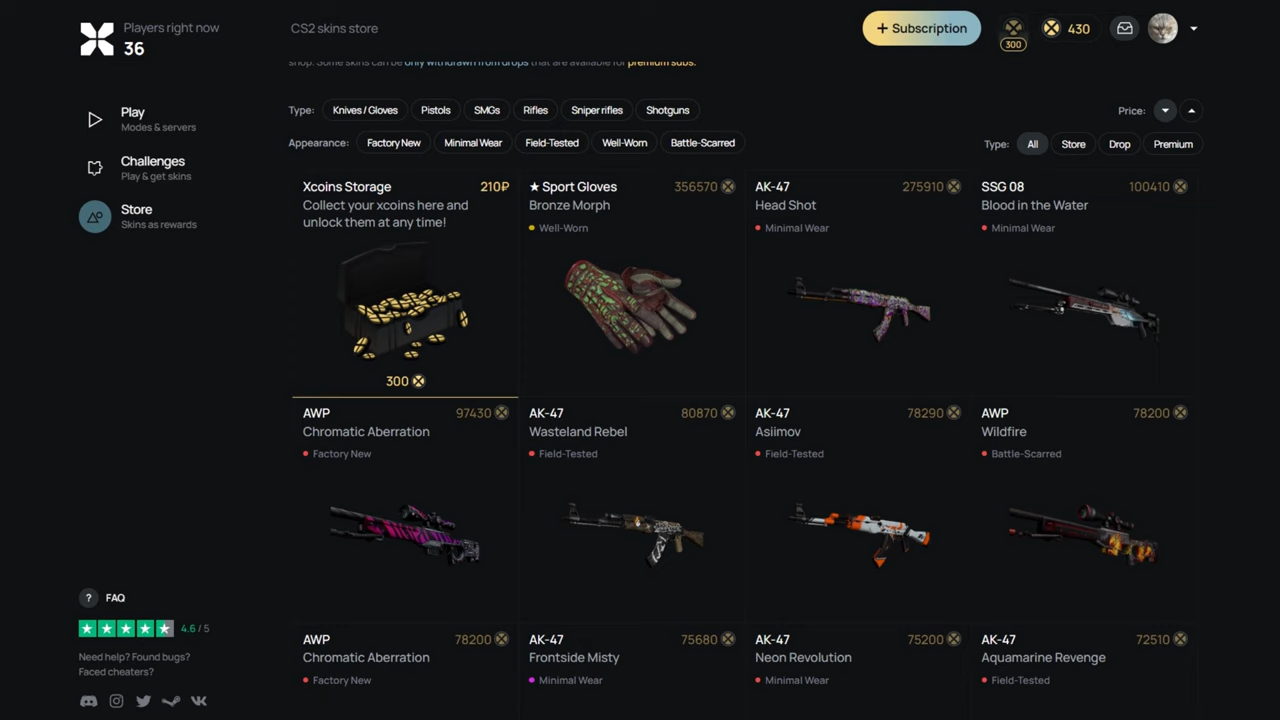 Players right now
36
CS2 skins store
+ Subscription
300
430
shop. Some skins can be only withdrawn from drops that are available for premium subs.
Play
Modes & servers
Challenges
Play & get skins
Store
Skins as rewards
Type: Knives / Gloves Pistols SMGs Rifles Sniper rifles Shotguns
Price:
Appearance: Factory New Minimal Wear Field-Tested Well-Worn Battle-Scarred
Type: All Store Drop Premium
Xcoins Storage 210₽
Collect your xcoins here and
unlock them at any time!
300
★ Sport Gloves 356570
Bronze Morph
Well-Worn
AK-47 275910
Head Shot
Minimal Wear
SSG 08 100410
Blood in the Water
Minimal Wear
AWP 97430
Chromatic Aberration
Factory New
AK-47 80870
Wasteland Rebel
Field-Tested
AK-47 78290
Asiimov
Field-Tested
AWP 78200
Wildfire
Battle-Scarred
AWP 78200
Chromatic Aberration
Factory New
AK-47 75680
Frontside Misty
Minimal Wear
AK-47 75200
Neon Revolution
Minimal Wear
AK-47 72510
Aquamarine Revenge
Field-Tested
? FAQ
4.6 / 5
Need help? Found bugs?
Faced cheaters?